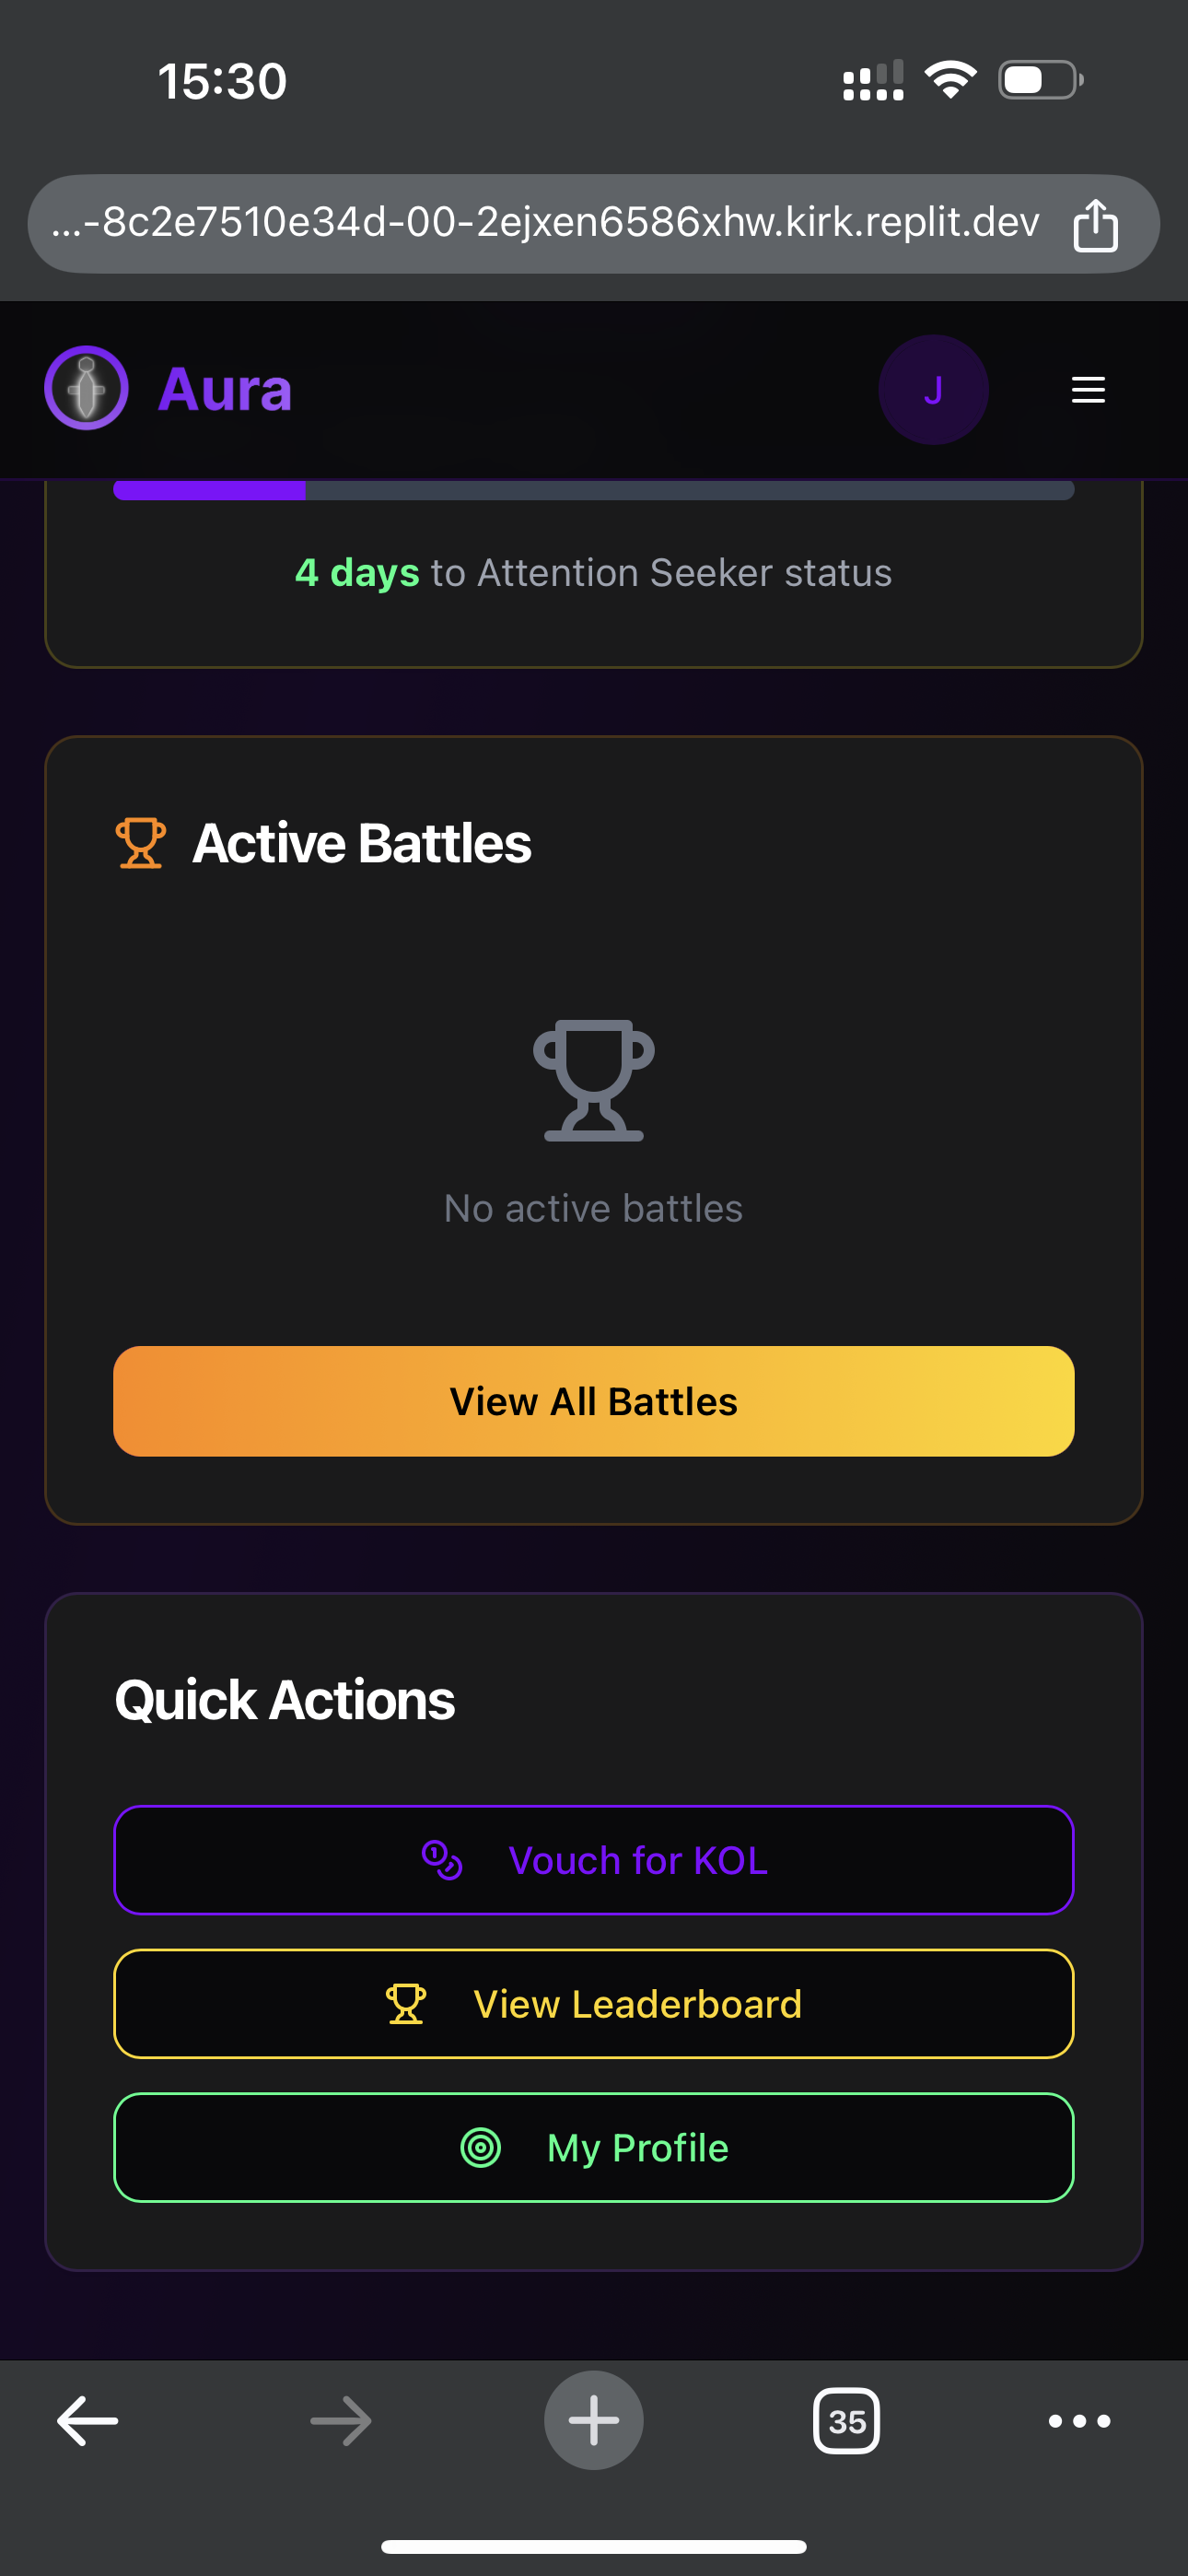 15:30
...-8c2e7510e34d-00-2ejxen6586xhw.kirk.replit.dev
Aura
J
4 days to Attention Seeker status
Active Battles
No active battles
View All Battles
Quick Actions
Vouch for KOL
View Leaderboard
My Profile
35